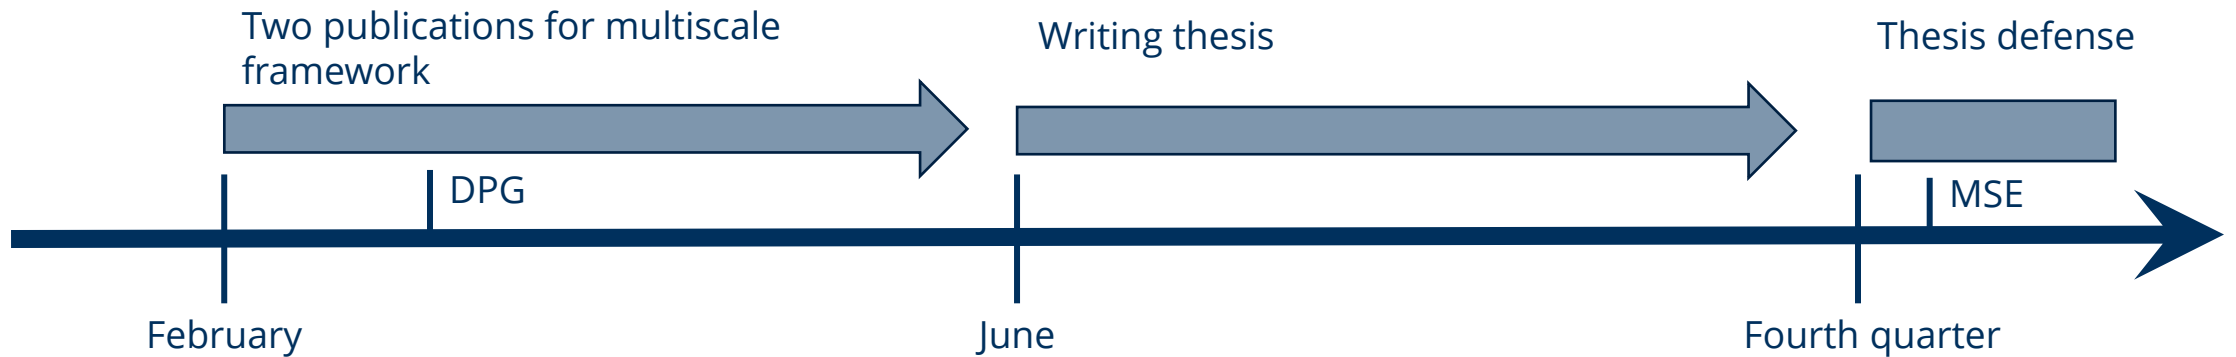 Two publications for multiscale
framework
Writing thesis
Thesis defense
DPG
MSE
February
June
Fourth quarter